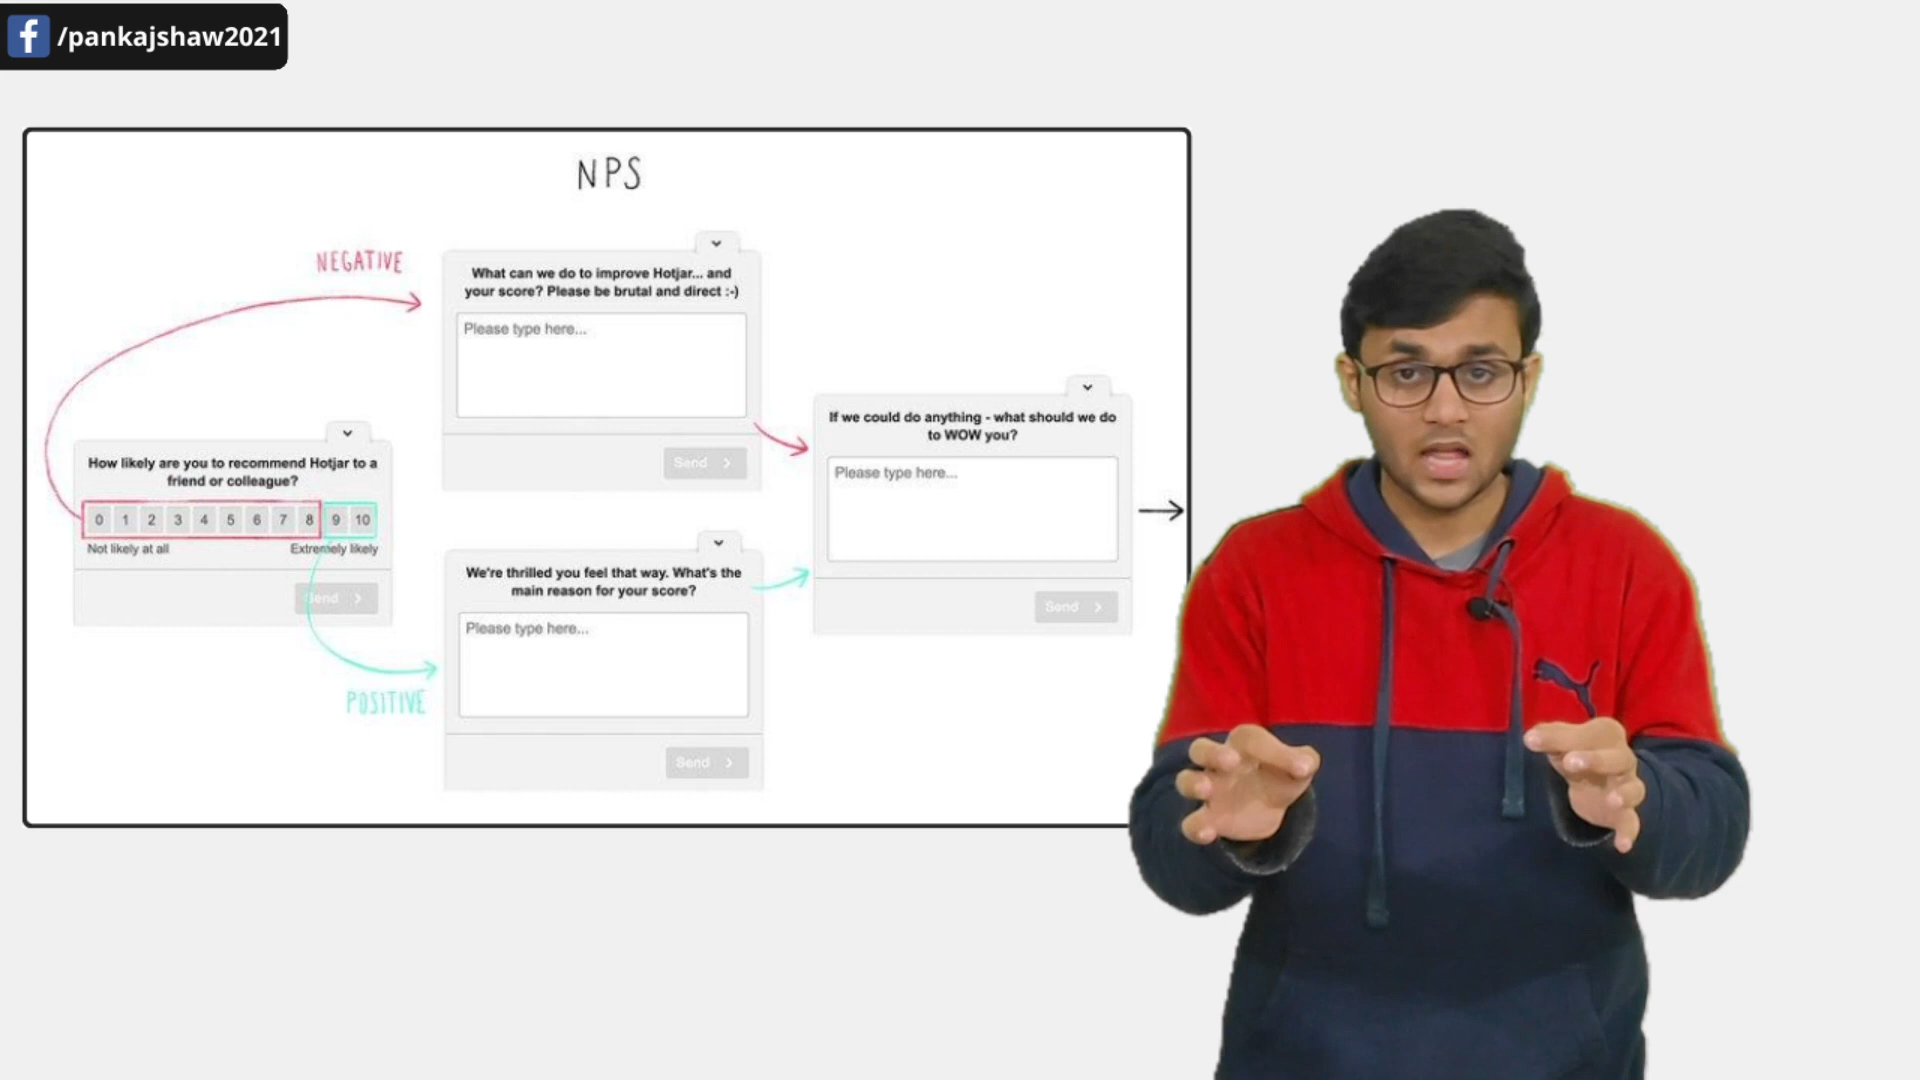 /pankajshaw2021
NPS
NEGATIVE
What can we do to improve Hotjar... and
your score? Please be brutal and direct :-)
Please type here...
Send
How likely are you to recommend Hotjar to a
friend or colleague?
0 1 2 3 4 5 6 7 8 9 10
Not likely at all
Extremely likely
Send
POSITIVE
We're thrilled you feel that way. What's the
main reason for your score?
Please type here...
Send
If we could do anything - what should we do
to WOW you?
Please type here...
Send